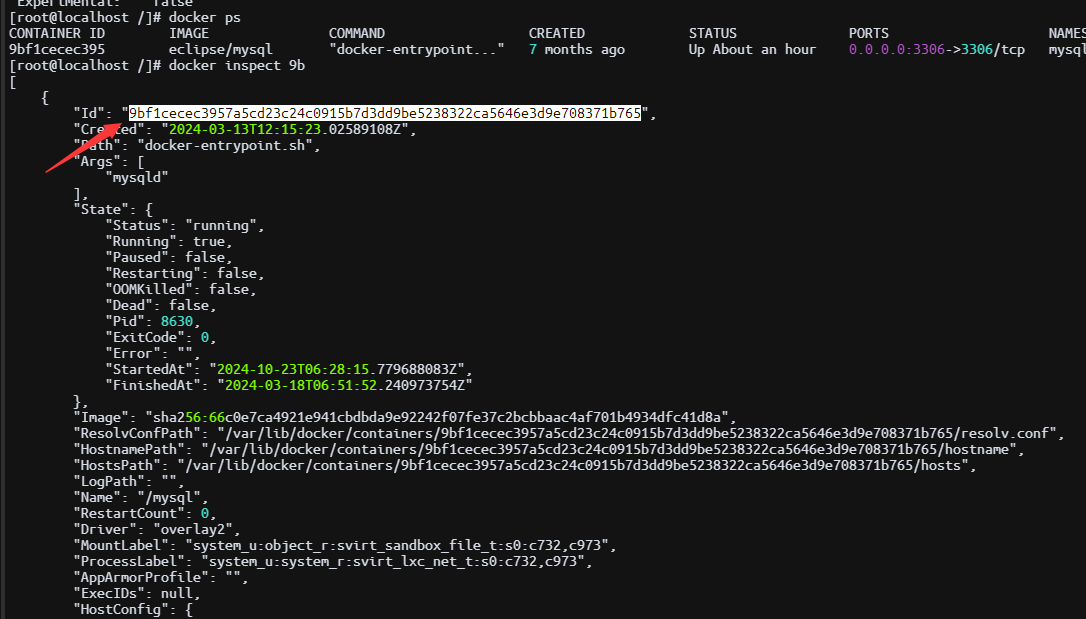 Experimental:    false
[root@localhost /]# docker ps
CONTAINER ID        IMAGE               COMMAND                  CREATED             STATUS              PORTS                    NAMES
9bf1cecec395        eclipse/mysql       "docker-entrypoint..."   7 months ago        Up About an hour    0.0.0.0:3306->3306/tcp   mysql
[root@localhost /]# docker inspect 9b
[
    {
        "Id": "9bf1cecec3957a5cd23c24c0915b7d3dd9be5238322ca5646e3d9e708371b765",
        "Created": "2024-03-13T12:15:23.02589108Z",
        "Path": "docker-entrypoint.sh",
        "Args": [
            "mysqld"
        ],
        "State": {
            "Status": "running",
            "Running": true,
            "Paused": false,
            "Restarting": false,
            "OOMKilled": false,
            "Dead": false,
            "Pid": 8630,
            "ExitCode": 0,
            "Error": "",
            "StartedAt": "2024-10-23T06:28:15.779688083Z",
            "FinishedAt": "2024-03-18T06:51:52.240973754Z"
        },
        "Image": "sha256:66c0e7ca4921e941cbdbda9e92242f07fe37c2bcbbaac4af701b4934dfc41d8a",
        "ResolvConfPath": "/var/lib/docker/containers/9bf1cecec3957a5cd23c24c0915b7d3dd9be5238322ca5646e3d9e708371b765/resolv.conf",
        "HostnamePath": "/var/lib/docker/containers/9bf1cecec3957a5cd23c24c0915b7d3dd9be5238322ca5646e3d9e708371b765/hostname",
        "HostsPath": "/var/lib/docker/containers/9bf1cecec3957a5cd23c24c0915b7d3dd9be5238322ca5646e3d9e708371b765/hosts",
        "LogPath": "",
        "Name": "/mysql",
        "RestartCount": 0,
        "Driver": "overlay2",
        "MountLabel": "system_u:object_r:svirt_sandbox_file_t:s0:c732,c973",
        "ProcessLabel": "system_u:system_r:svirt_lxc_net_t:s0:c732,c973",
        "AppArmorProfile": "",
        "ExecIDs": null,
        "HostConfig": {